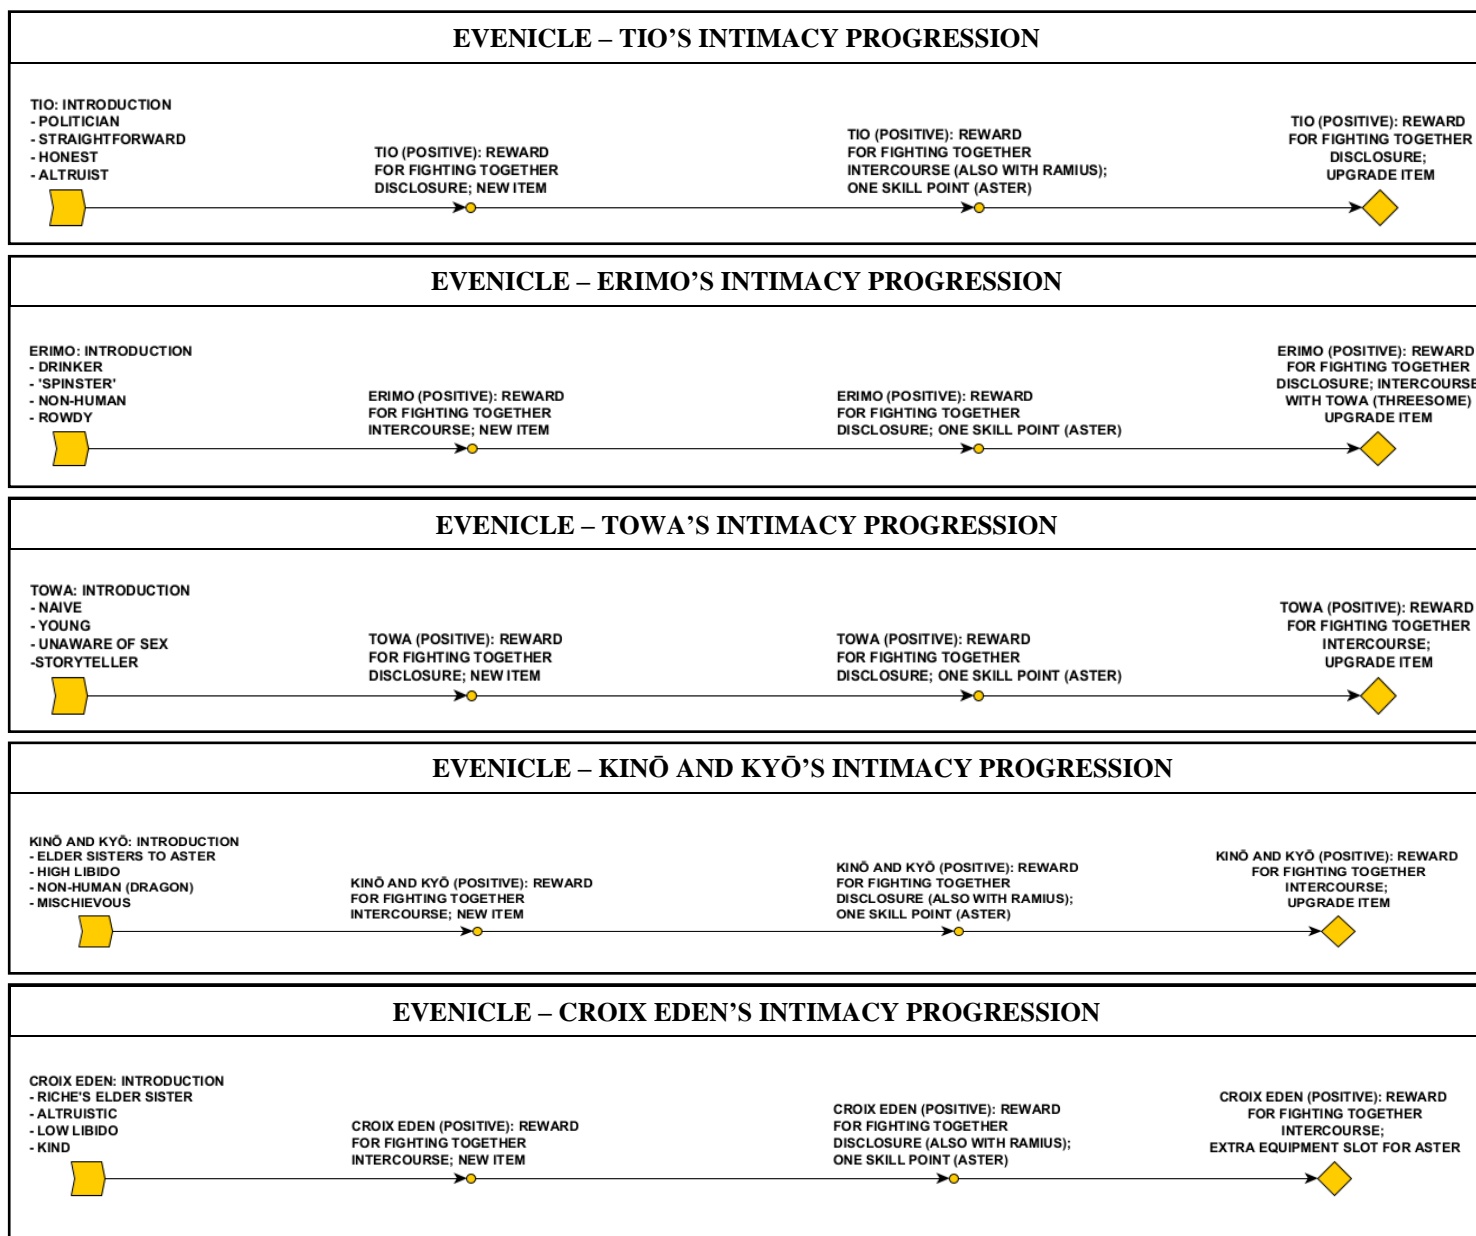 EVENICLE – TIO’S INTIMACY PROGRESSION
TIO: INTRODUCTION
- POLITICIAN
- STRAIGHTFORWARD
- HONEST
- ALTRUIST
TIO (POSITIVE): REWARD
FOR FIGHTING TOGETHER
DISCLOSURE; NEW ITEM
TIO (POSITIVE): REWARD
FOR FIGHTING TOGETHER
INTERCOURSE (ALSO WITH RAMIUS);
ONE SKILL POINT (ASTER)
TIO (POSITIVE): REWARD
FOR FIGHTING TOGETHER
DISCLOSURE;
UPGRADE ITEM
EVENICLE – ERIMO’S INTIMACY PROGRESSION
ERIMO: INTRODUCTION
- DRINKER
- 'SPINSTER'
- NON-HUMAN
- ROWDY
ERIMO (POSITIVE): REWARD
FOR FIGHTING TOGETHER
INTERCOURSE; NEW ITEM
ERIMO (POSITIVE): REWARD
FOR FIGHTING TOGETHER
DISCLOSURE; ONE SKILL POINT (ASTER)
ERIMO (POSITIVE): REWARD
FOR FIGHTING TOGETHER
DISCLOSURE; INTERCOURSE
WITH TOWA (THREESOME)
UPGRADE ITEM
EVENICLE – TOWA’S INTIMACY PROGRESSION
TOWA: INTRODUCTION
- NAIVE
- YOUNG
- UNAWARE OF SEX
-STORYTELLER
TOWA (POSITIVE): REWARD
FOR FIGHTING TOGETHER
DISCLOSURE; NEW ITEM
TOWA (POSITIVE): REWARD
FOR FIGHTING TOGETHER
DISCLOSURE; ONE SKILL POINT (ASTER)
TOWA (POSITIVE): REWARD
FOR FIGHTING TOGETHER
INTERCOURSE;
UPGRADE ITEM
EVENICLE – KINŌ AND KYŌ’S INTIMACY PROGRESSION
KINŌ AND KYŌ: INTRODUCTION
- ELDER SISTERS TO ASTER
- HIGH LIBIDO
- NON-HUMAN (DRAGON)
- MISCHIEVOUS
KINŌ AND KYŌ (POSITIVE): REWARD
FOR FIGHTING TOGETHER
INTERCOURSE; NEW ITEM
KINŌ AND KYŌ (POSITIVE): REWARD
FOR FIGHTING TOGETHER
DISCLOSURE (ALSO WITH RAMIUS);
ONE SKILL POINT (ASTER)
KINŌ AND KYŌ (POSITIVE): REWARD
FOR FIGHTING TOGETHER
INTERCOURSE;
UPGRADE ITEM
EVENICLE – CROIX EDEN’S INTIMACY PROGRESSION
CROIX EDEN: INTRODUCTION
- RICHE'S ELDER SISTER
- ALTRUISTIC
- LOW LIBIDO
- KIND
CROIX EDEN (POSITIVE): REWARD
FOR FIGHTING TOGETHER
INTERCOURSE; NEW ITEM
CROIX EDEN (POSITIVE): REWARD
FOR FIGHTING TOGETHER
DISCLOSURE (ALSO WITH RAMIUS);
ONE SKILL POINT (ASTER)
CROIX EDEN (POSITIVE): REWARD
FOR FIGHTING TOGETHER
INTERCOURSE;
EXTRA EQUIPMENT SLOT FOR ASTER